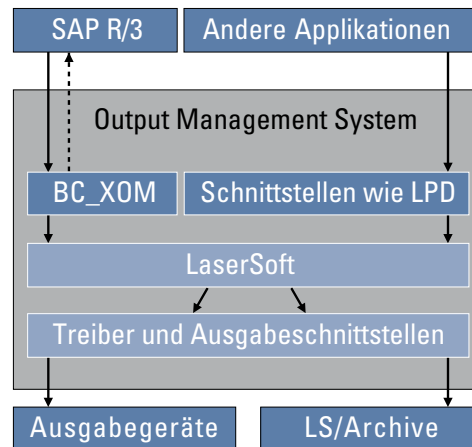 SAP R/3
Andere Applikationen
Output Management System
BC_XOM
Schnittstellen wie LPD
LaserSoft
Treiber und Ausgabeschnittstellen
Ausgabegeräte
LS/Archive